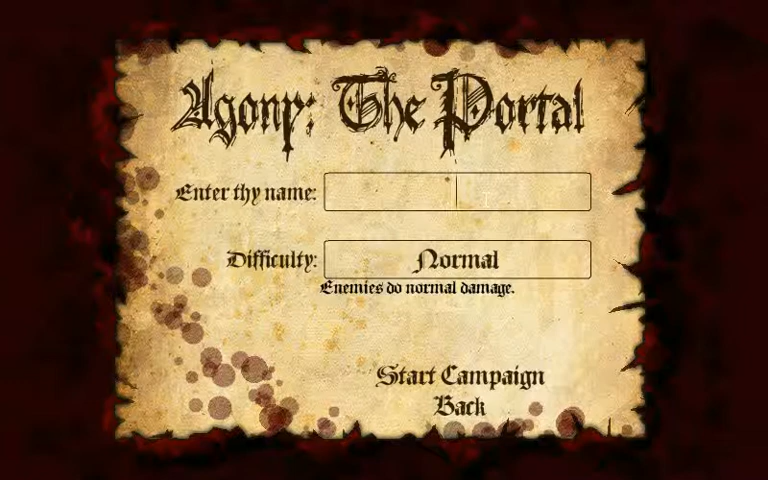 Agony: The Portal
Enter thy name:
Difficulty: Normal
Enemies do normal damage.
Start Campaign
Back